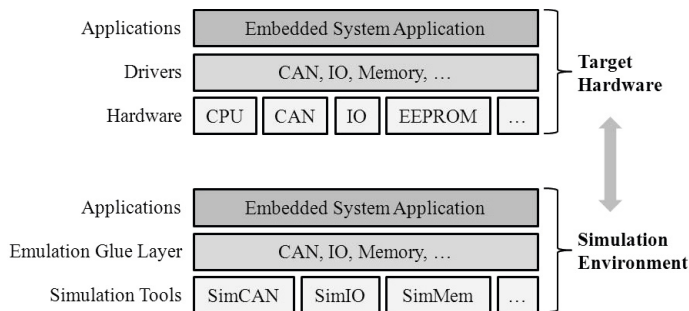 Applications
Embedded System Application
Drivers
CAN, IO, Memory, …
Hardware
CPU
CAN
IO
EEPROM
…
Target
Hardware
Applications
Embedded System Application
Emulation Glue Layer
CAN, IO, Memory, …
Simulation Tools
SimCAN
SimIO
SimMem
…
Simulation
Environment